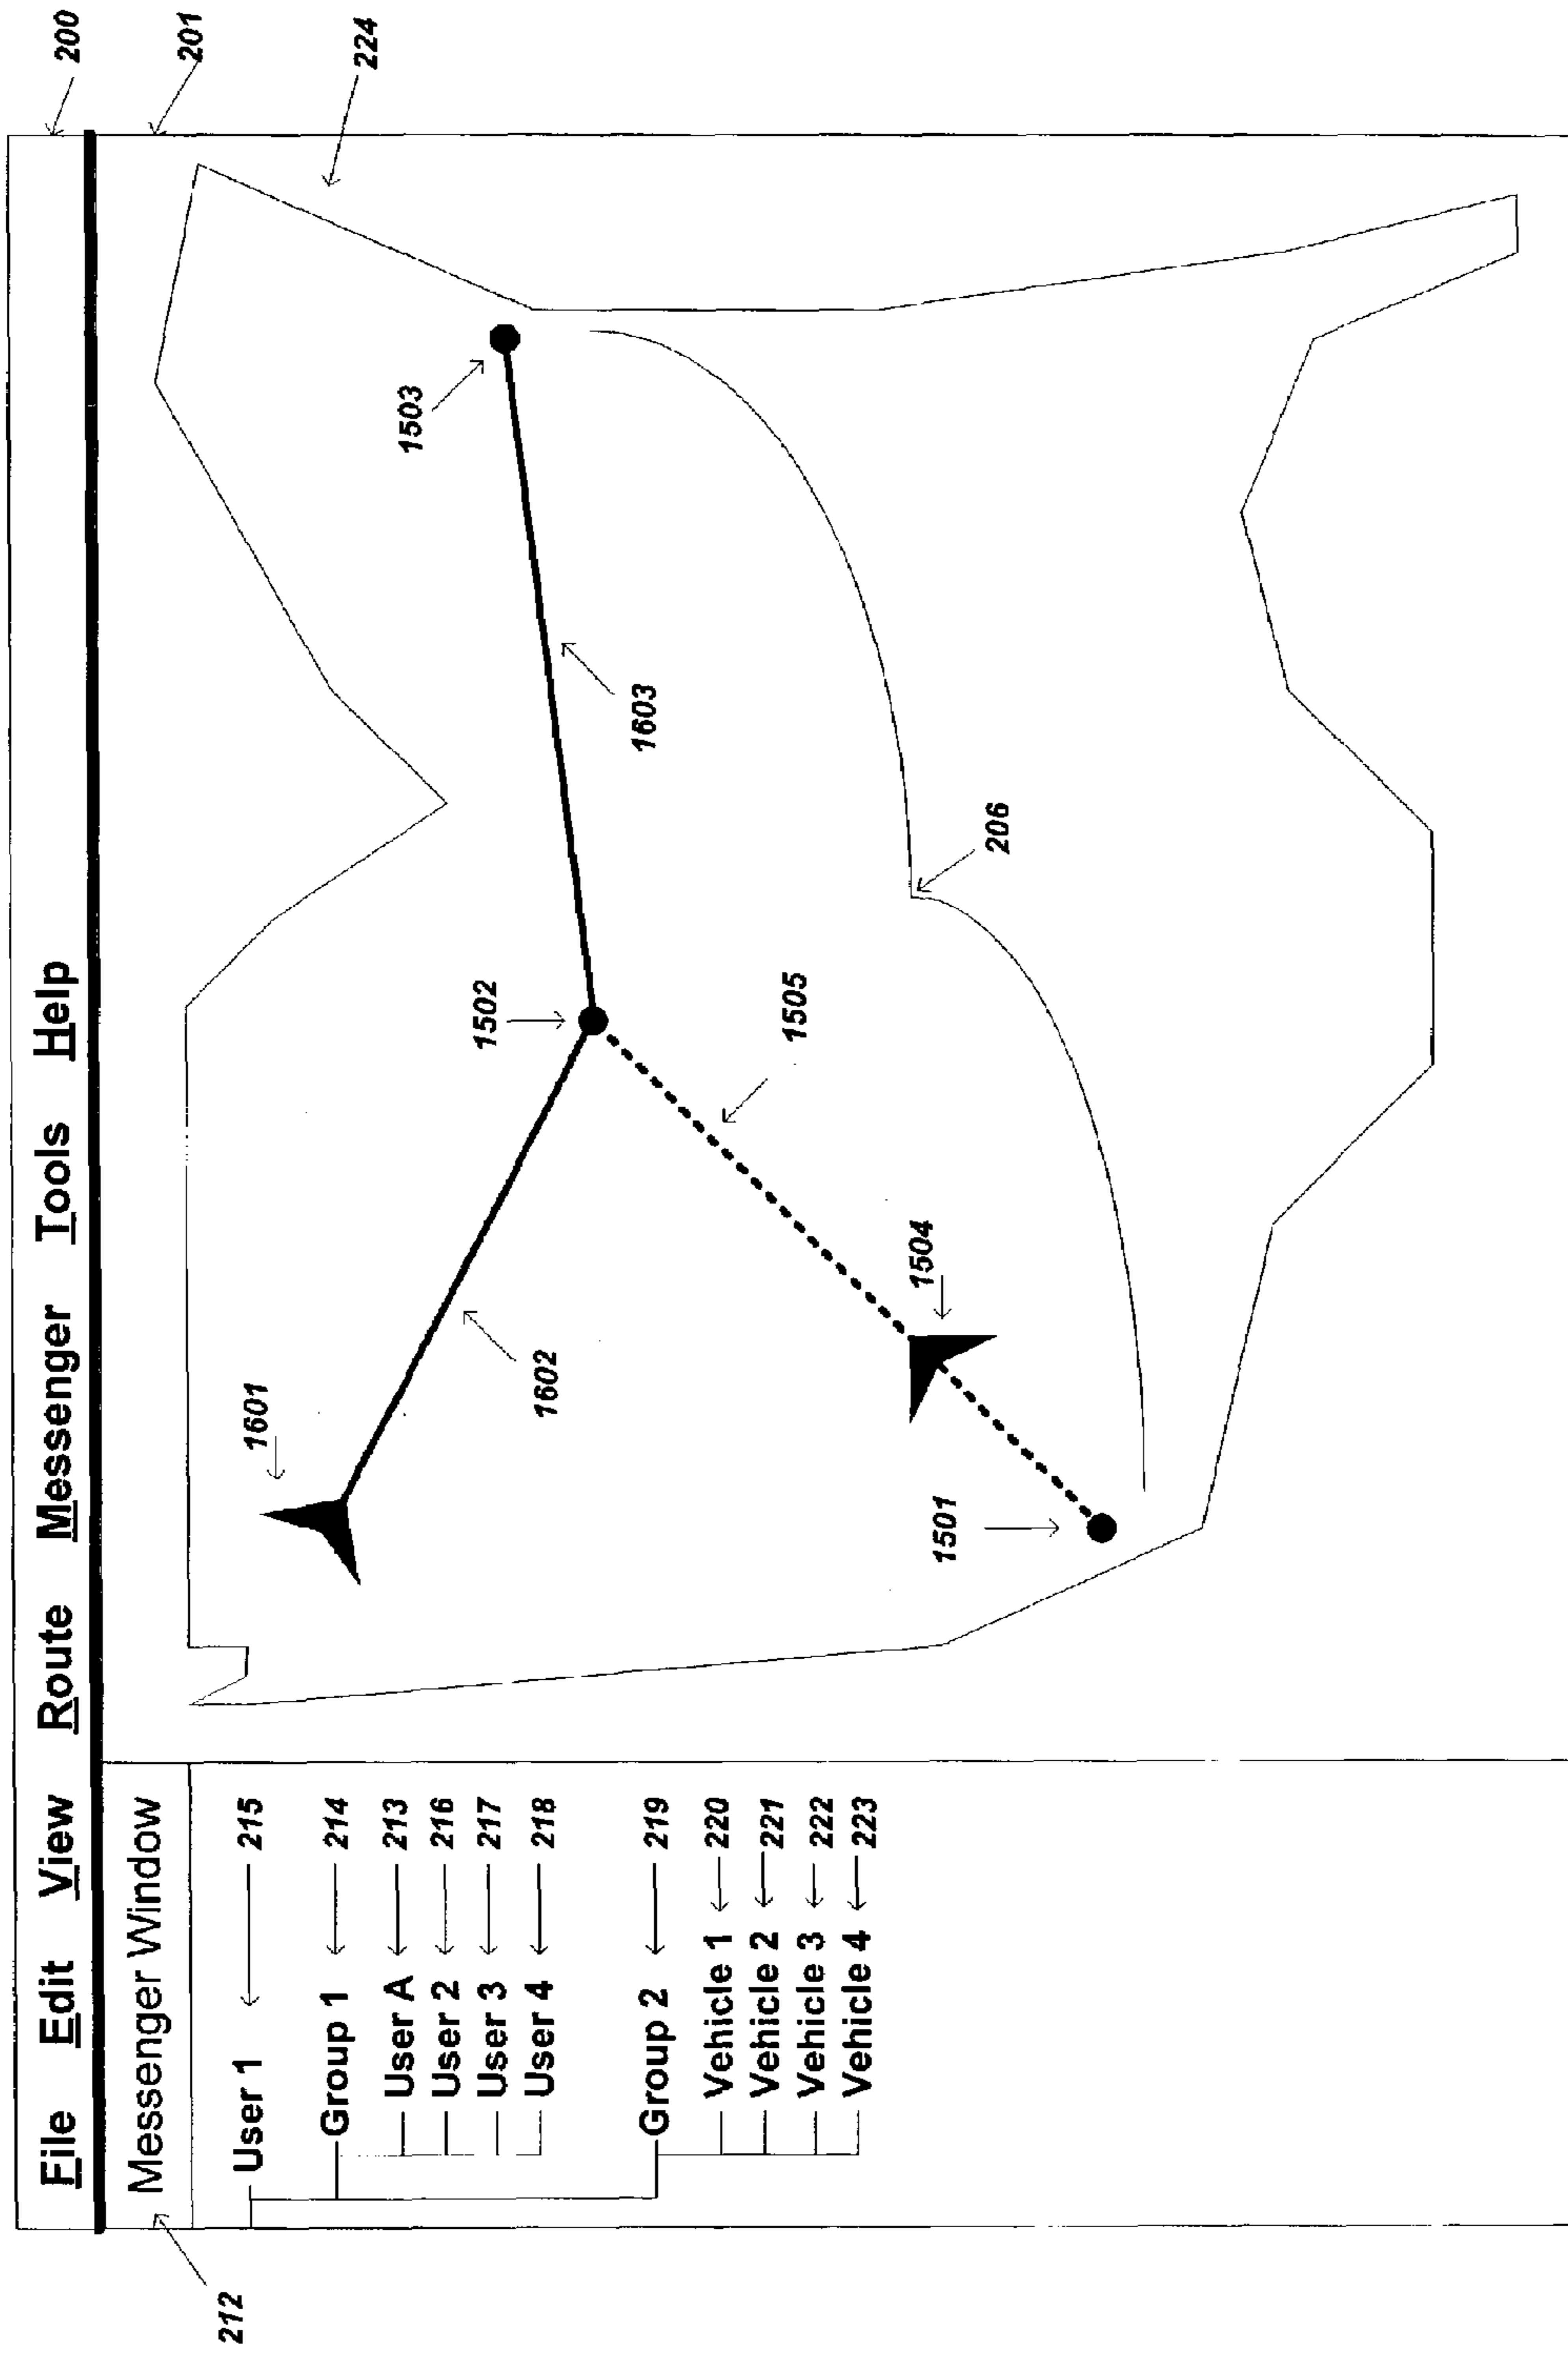 File Edit View Route Messenger Tools Help
200
201
212
Messenger Window
224
User 1
215
Group 1
214
User A
213
User 2
216
User 3
217
User 4
218
Group 2
219
Vehicle 1
220
Vehicle 2
221
Vehicle 3
222
Vehicle 4
223
1601
1503
1502
1602
1603
1505
1504
206
1501